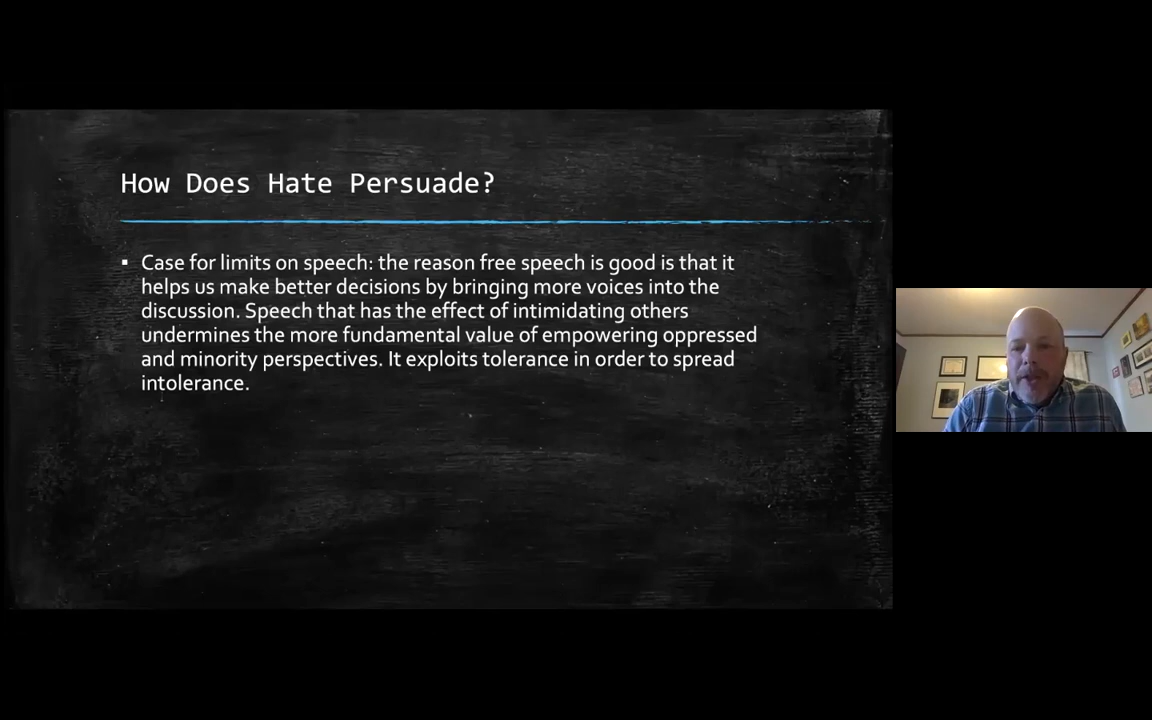 How Does Hate Persuade?
▪ Case for limits on speech: the reason free speech is good is that it
helps us make better decisions by bringing more voices into the
discussion. Speech that has the effect of intimidating others
undermines the more fundamental value of empowering oppressed
and minority perspectives. It exploits tolerance in order to spread
intolerance.